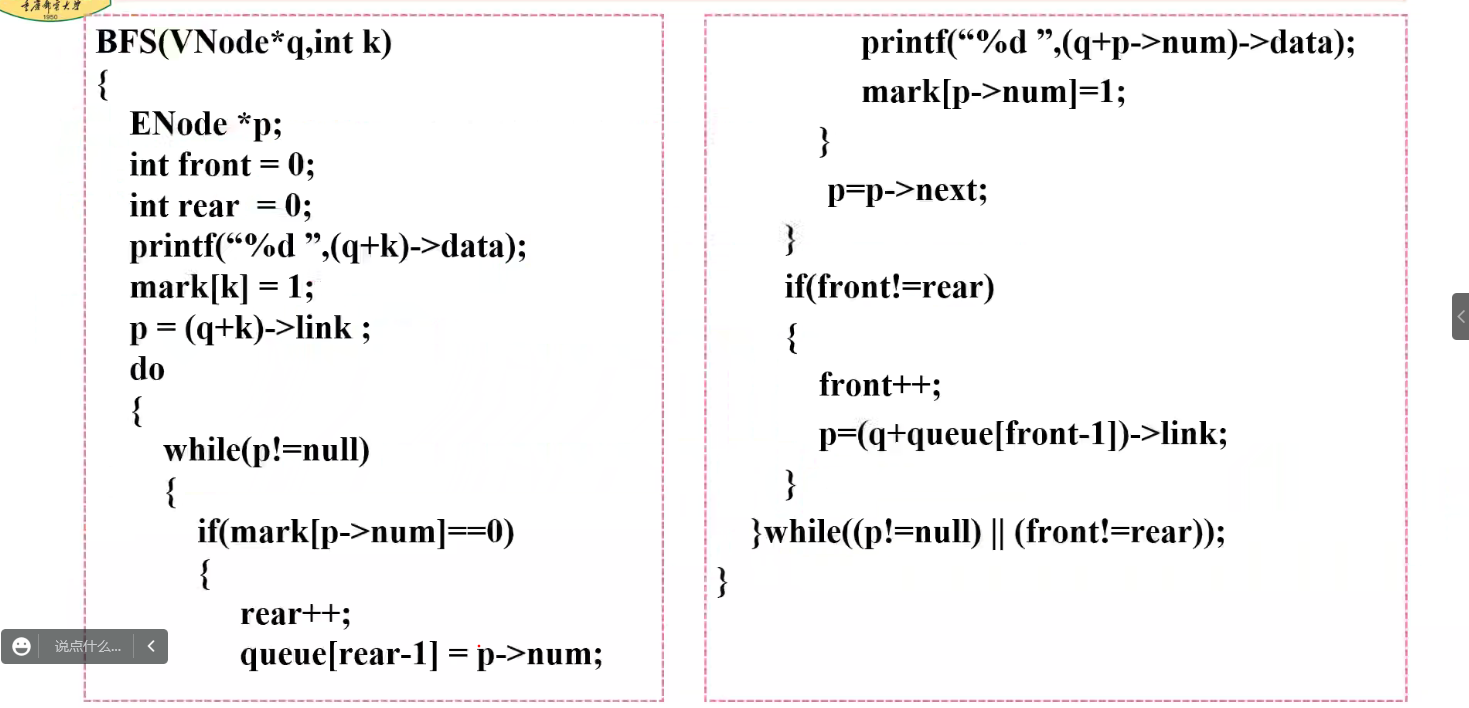 1950
BFS(VNode*q,int k)
{
ENode *p;
int front = 0;
int rear  = 0;
printf(“%d ”,(q+k)->data);
mark[k] = 1;
p = (q+k)->link ;
do
{
while(p!=null)
{
if(mark[p->num]==0)
{
rear++;
queue[rear-1] = p->num;
printf(“%d ”,(q+p->num)->data);
mark[p->num]=1;
}
p=p->next;
}
if(front!=rear)
{
front++;
p=(q+queue[front-1])->link;
}
}while((p!=null) || (front!=rear));
}
说点什么...